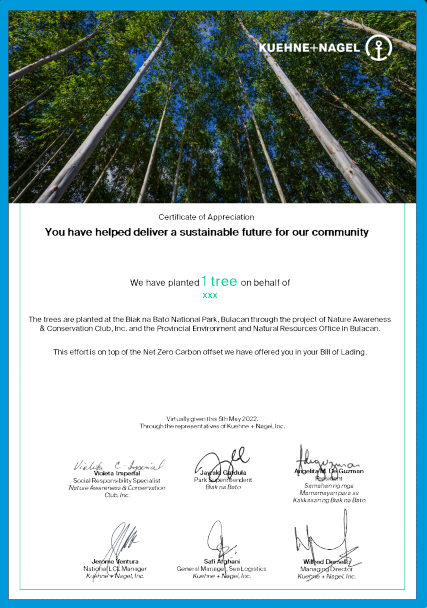 KUEHNE+NAGEL
Certificate of Appreciation
You have helped deliver a sustainable future for our community
We have planted 1 tree on behalf of
xxx
The trees are planted at the Biak na Bato National Park, Bulacan through the project of Nature Awareness
& Conservation Club, Inc. and the Provincial Environment and Natural Resources Office in Bulacan.
This effort is on top of the Net Zero Carbon offset we have offered you in your Bill of Lading.
Virtually given this 5th May 2022,
Through the representatives of Kuehne + Nagel, Inc.
Violeta Imperial
Social Responsibility Specialist
Nature Awareness & Conservation
Club, Inc.
Park Superintendent
Biak na Bato
Angelita M. De Guzman
President
Samahan ng mga
Mamamayan para sa
Kalikasan ng Biak na Bato
Jerome Ventura
National LCL Manager
Kuehne + Nagel, Inc.
Safi Afghani
General Manager, Sea Logistics
Kuehne + Nagel, Inc.
Wilfred
Managing Director
Kuehne + Nagel, Inc.